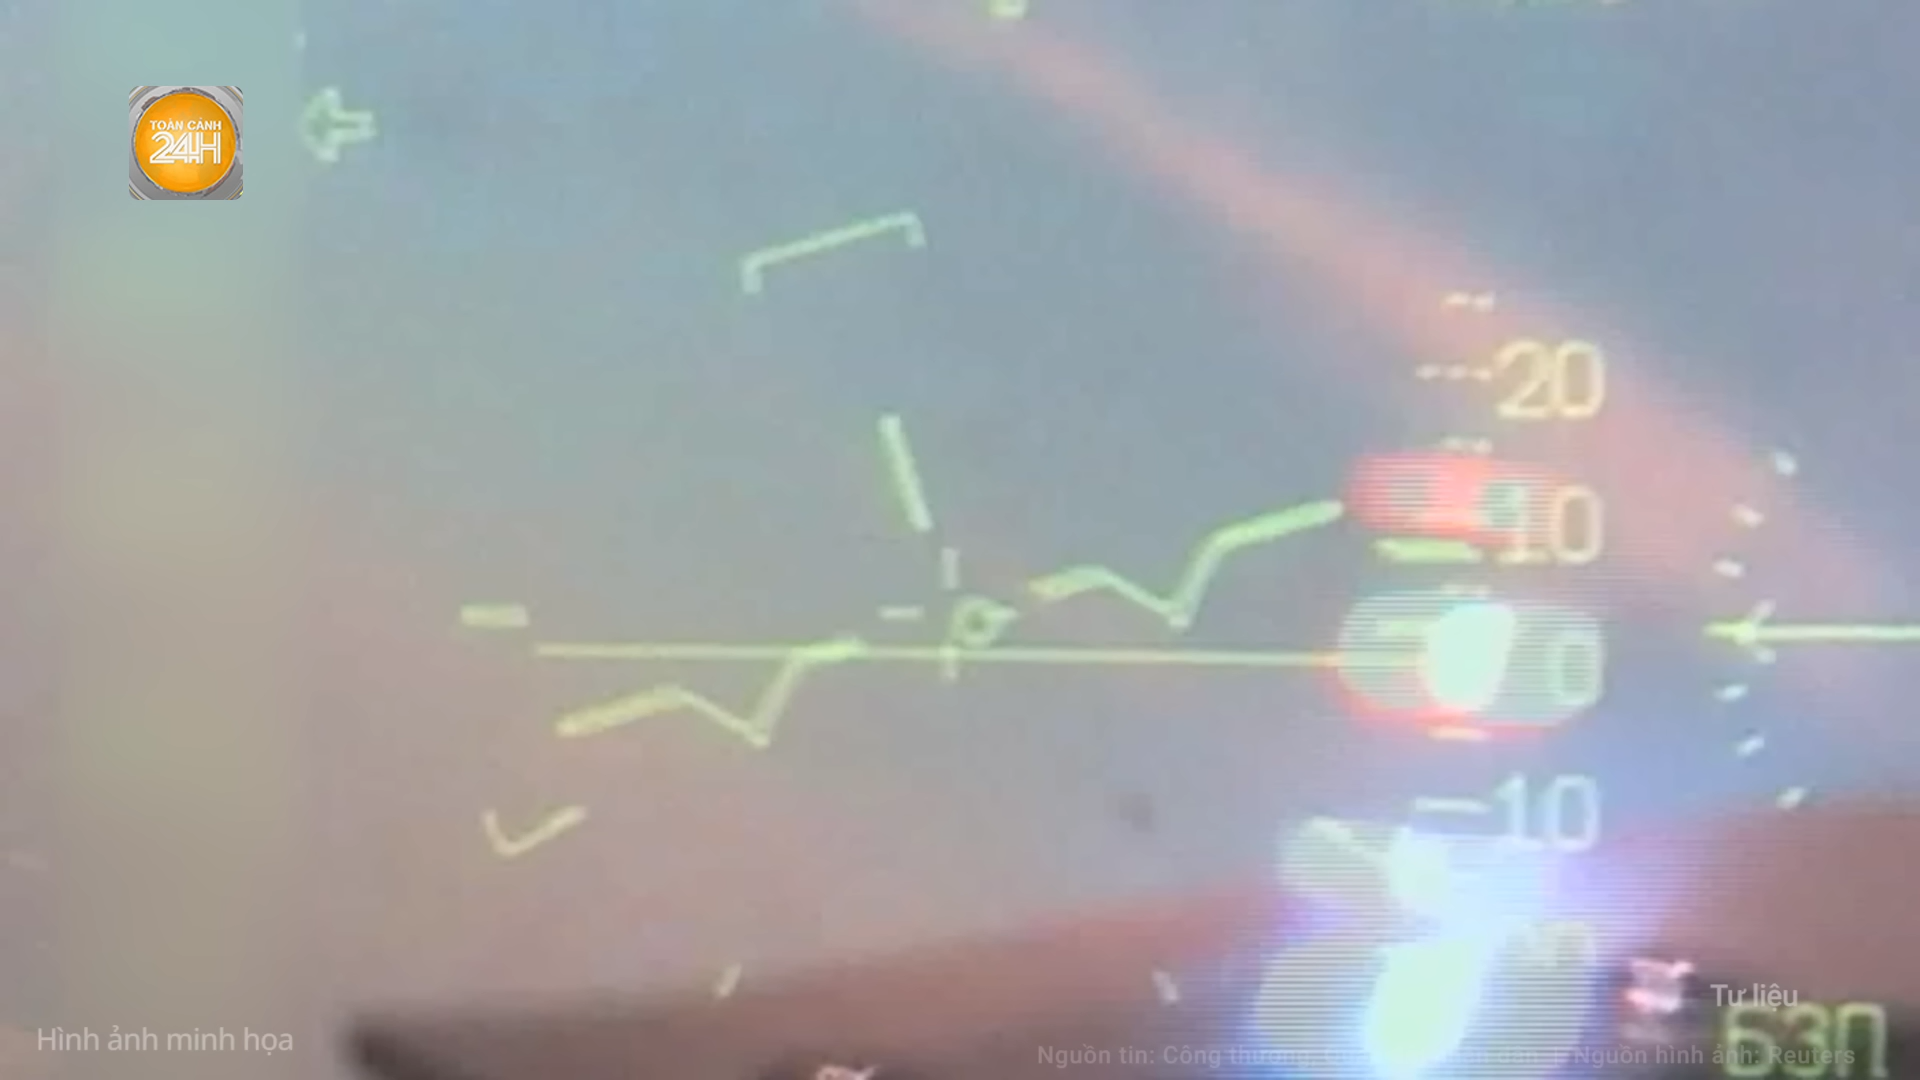 TOÀN CẢNH
24H
20
10
0
-10
Tư liệu
Hình ảnh minh họa
Nguồn tin: Công thương, dân | Nguồn hình ảnh: Reuters